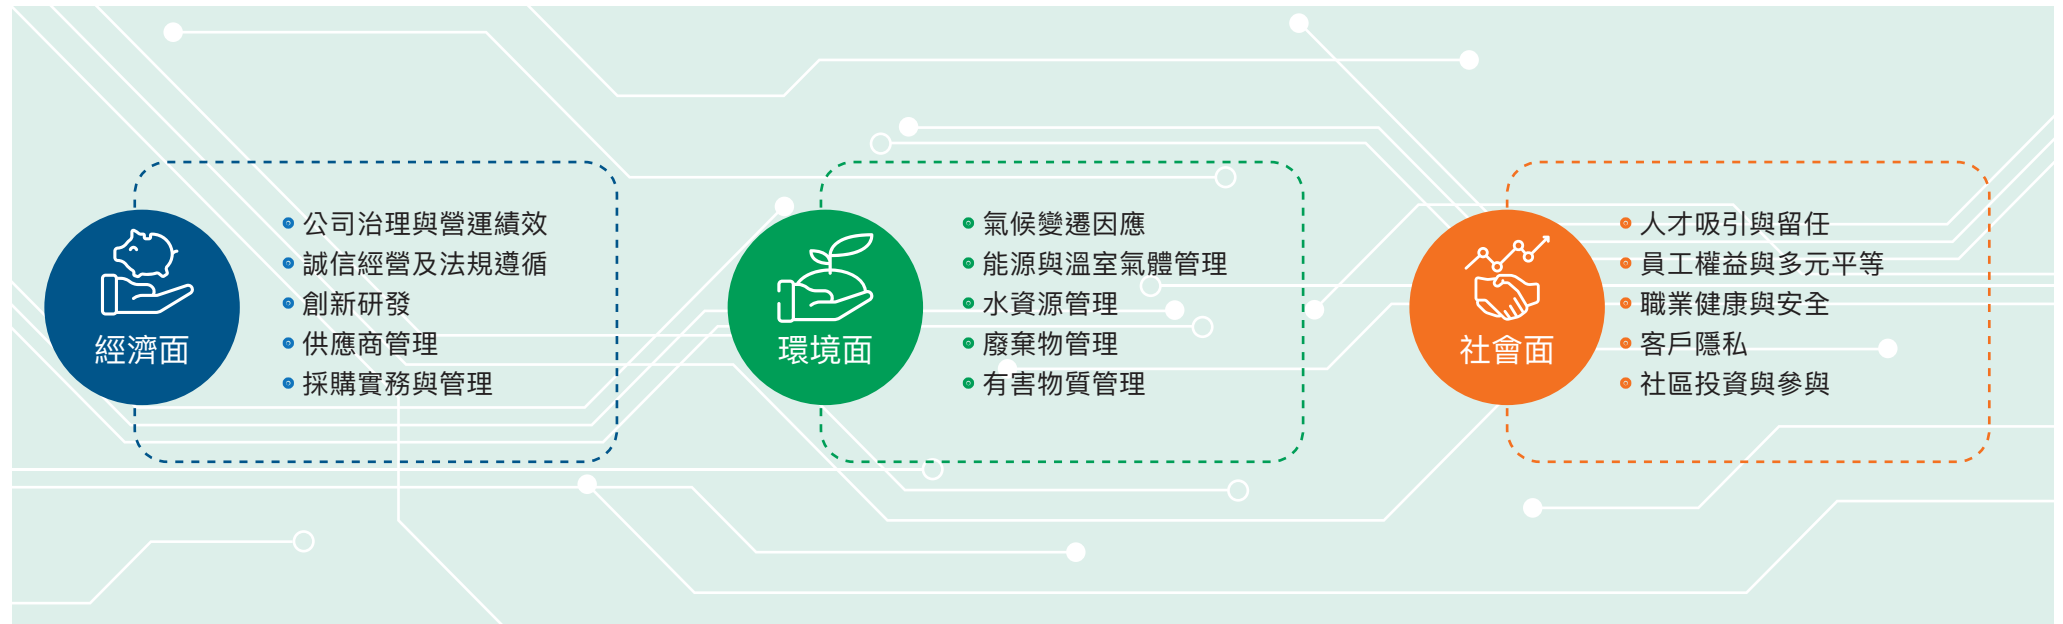 經濟面
公司治理與營運績效
誠信經營及法規遵循
創新研發
供應商管理
採購實務與管理
環境面
氣候變遷因應
能源與溫室氣體管理
水資源管理
廢棄物管理
有害物質管理
社會面
人才吸引與留任
員工權益與多元平等
職業健康與安全
客戶隱私
社區投資與參與